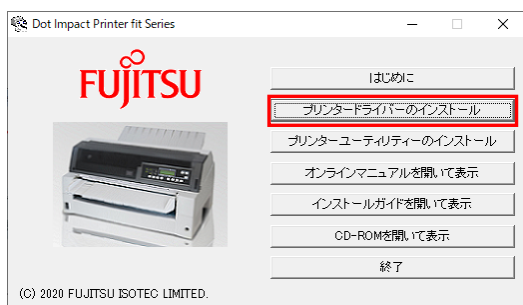 Dot Impact Printer fit Series
FUJITSU
はじめに
プリンタードライバーのインストール
プリンターユーティリティーのインストール
オンラインマニュアルを開いて表示
インストールガイドを開いて表示
CD-ROMを開いて表示
終了
(C) 2020 FUJITSU ISOTEC LIMITED.